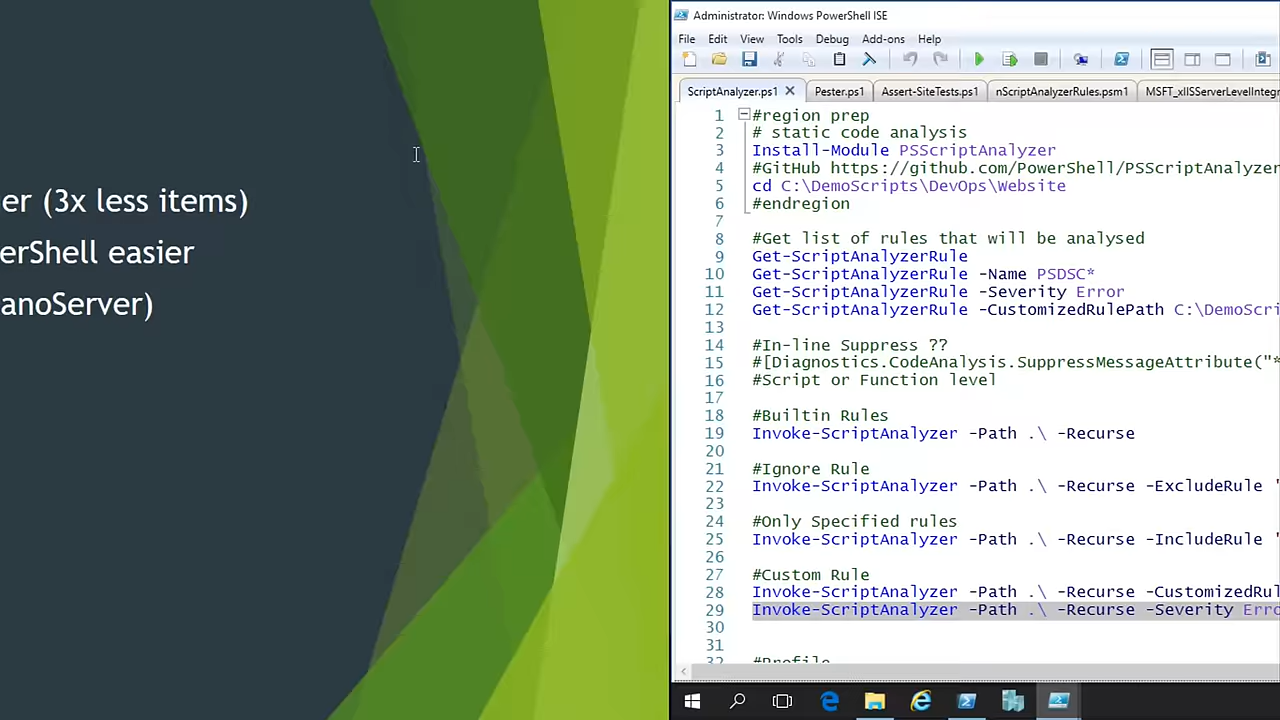 er (3x less items)
erShell easier
anoServer)
Administrator: Windows PowerShell ISE
File Edit View Tools Debug Add-ons Help
ScriptAnalyzer.ps1 Pester.ps1 Assert-SiteTests.ps1 nScriptAnalyzerRules.psm1 MSFT_xIISServerLevelInteg
1 #region prep
2 # static code analysis
3 Install-Module PSScriptAnalyzer
4 #GitHub https://github.com/PowerShell/PSScriptAnalyzer
5 cd C:\DemoScripts\DevOps\Website
6 #endregion
7
8 #Get list of rules that will be analysed
9 Get-ScriptAnalyzerRule
10 Get-ScriptAnalyzerRule -Name PSDSC*
11 Get-ScriptAnalyzerRule -Severity Error
12 Get-ScriptAnalyzerRule -CustomizedRulePath C:\DemoScri
13
14 #In-line Suppress ??
15 #[Diagnostics.CodeAnalysis.SuppressMessageAttribute("*
16 #Script or Function level
17
18 #Builtin Rules
19 Invoke-ScriptAnalyzer -Path .\ -Recurse
20
21 #Ignore Rule
22 Invoke-ScriptAnalyzer -Path .\ -Recurse -ExcludeRule '
23
24 #Only Specified rules
25 Invoke-ScriptAnalyzer -Path .\ -Recurse -IncludeRule '
26
27 #Custom Rule
28 Invoke-ScriptAnalyzer -Path .\ -Recurse -CustomizedRul
29 Invoke-ScriptAnalyzer -Path .\ -Recurse -Severity Erro
30
31
32 #Profile